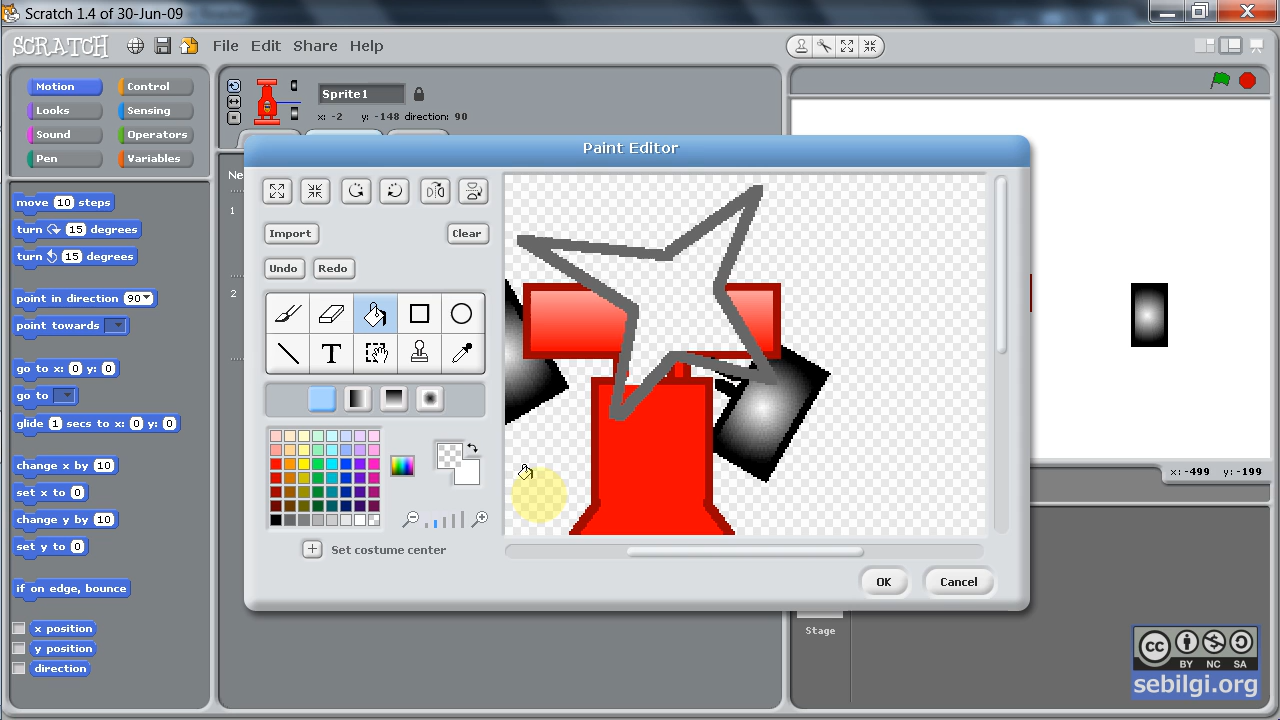 Scratch 1.4 of 30-Jun-09
SCRATCH File Edit Share Help
Motion Control
Looks Sensing
Sound Operators
Pen Variables
move 10 steps
turn 15 degrees
turn 15 degrees
point in direction 90
point towards
go to x: 0 y: 0
go to
glide 1 secs to x: 0 y: 0
change x by 10
set x to 0
change y by 10
set y to 0
if on edge, bounce
x position
y position
direction
Sprite1
x: -2 y: -148 direction: 90
Ne
1
2
Paint Editor
Import Clear
Undo Redo
T
Set costume center
OK Cancel
x: -499 y: -199
Stage
cc
BY NC SA
sebilgi.org